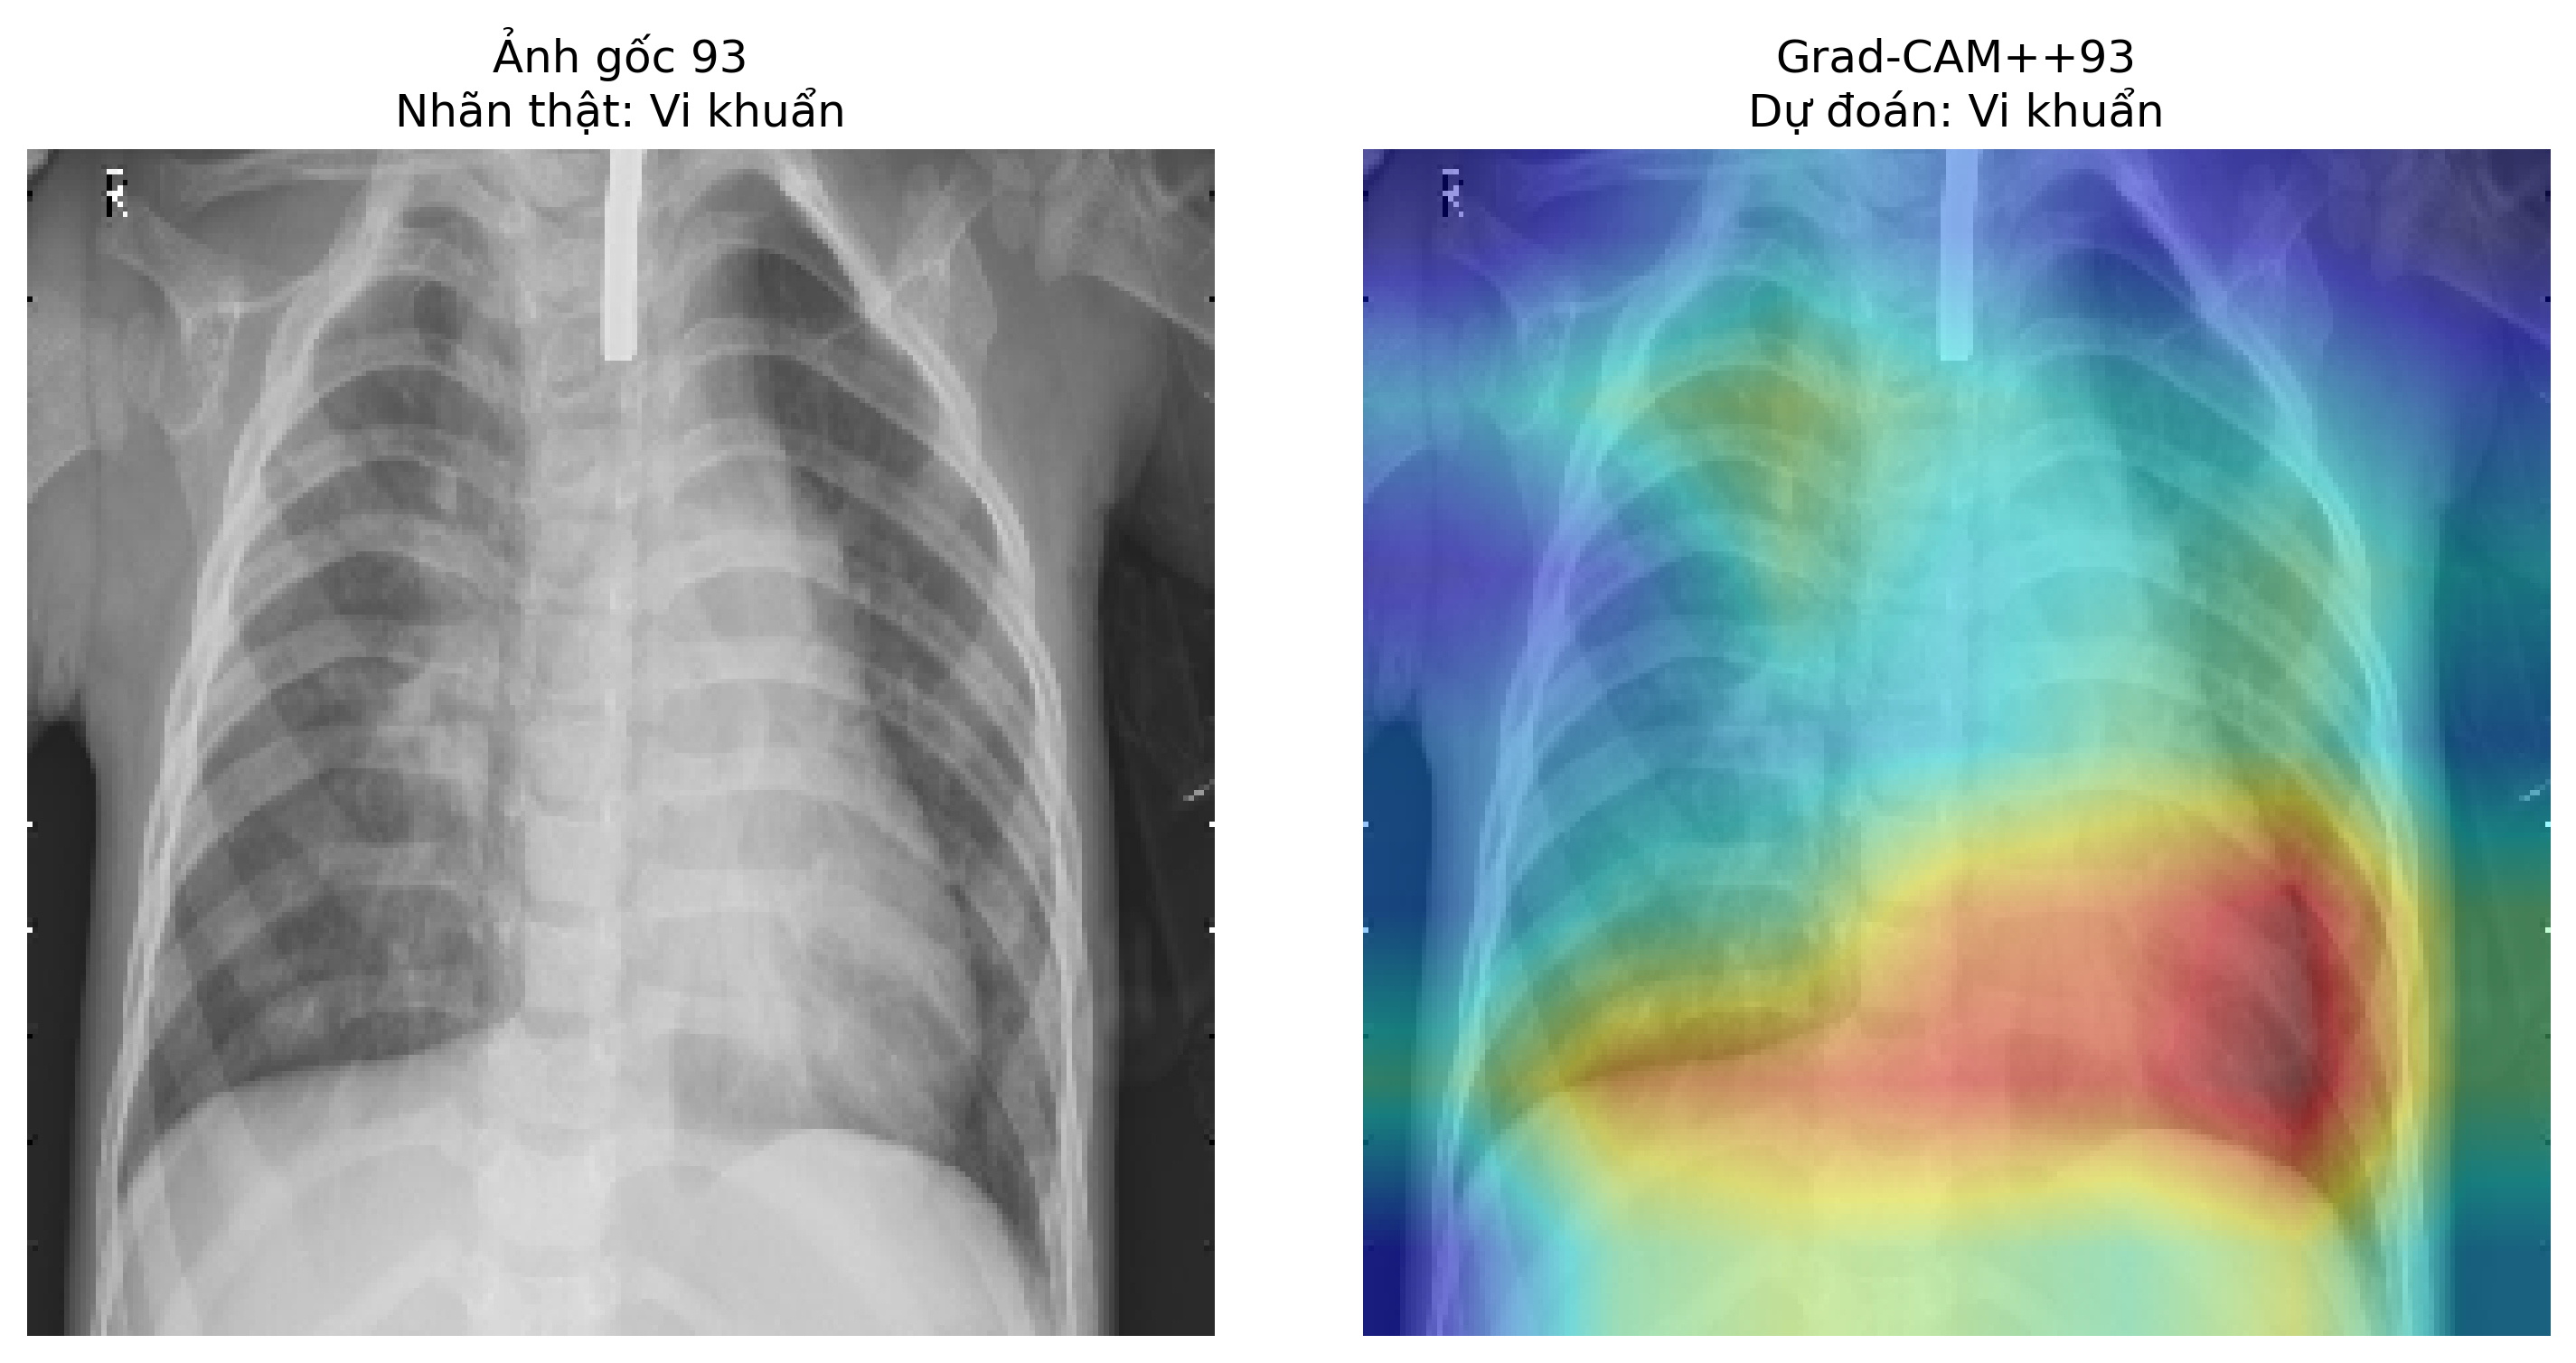 Ảnh gốc 93
Nhãn thật: Vi khuẩn
Grad-CAM++93
Dự đoán: Vi khuẩn
R
R